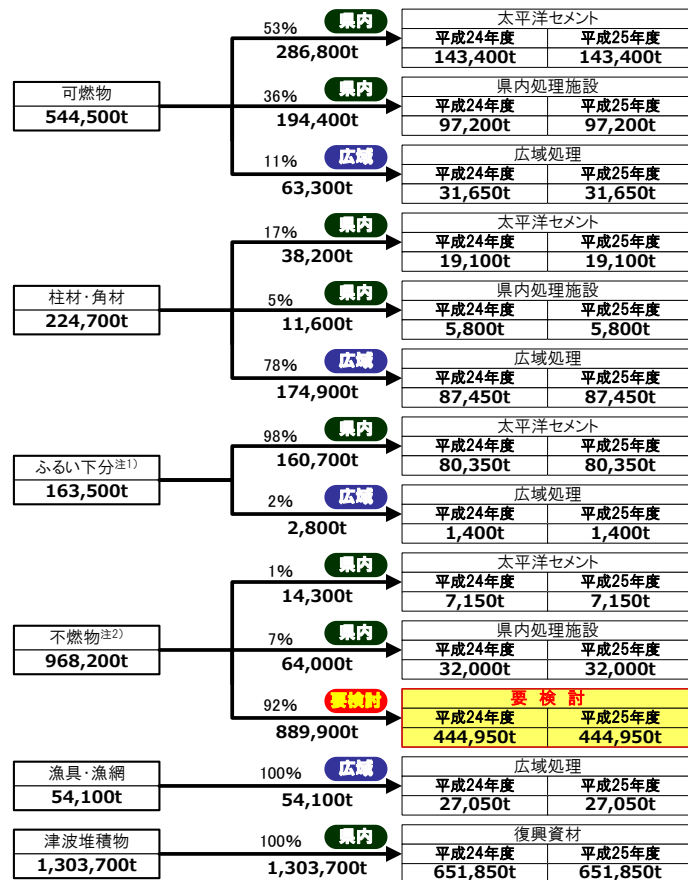 可燃物
544,500t
53% 県内
286,800t
太平洋セメント
平成24年度 平成25年度
143,400t 143,400t
36% 県内
194,400t
県内処理施設
平成24年度 平成25年度
97,200t 97,200t
11% 広域
63,300t
広域処理
平成24年度 平成25年度
31,650t 31,650t
柱材・角材
224,700t
17% 県内
38,200t
太平洋セメント
平成24年度 平成25年度
19,100t 19,100t
5% 県内
11,600t
県内処理施設
平成24年度 平成25年度
5,800t 5,800t
78% 広域
174,900t
広域処理
平成24年度 平成25年度
87,450t 87,450t
ふるい下分注1)
163,500t
98% 県内
160,700t
太平洋セメント
平成24年度 平成25年度
80,350t 80,350t
2% 広域
2,800t
広域処理
平成24年度 平成25年度
1,400t 1,400t
不燃物注2)
968,200t
1% 県内
14,300t
太平洋セメント
平成24年度 平成25年度
7,150t 7,150t
7% 県内
64,000t
県内処理施設
平成24年度 平成25年度
32,000t 32,000t
92% 要検討
889,900t
要検討
平成24年度 平成25年度
444,950t 444,950t
漁具・漁網
54,100t
100% 広域
54,100t
広域処理
平成24年度 平成25年度
27,050t 27,050t
津波堆積物
1,303,700t
100% 県内
1,303,700t
復興資材
平成24年度 平成25年度
651,850t 651,850t